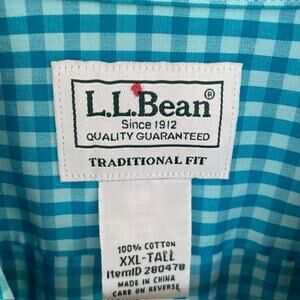 L.L.Bean®
Since 1912
QUALITY GUARANTEED
TRADITIONAL FIT
100% COTTON
XXL-TALL
ItemID 280478
MADE IN CHINA
CARE ON REVERSE